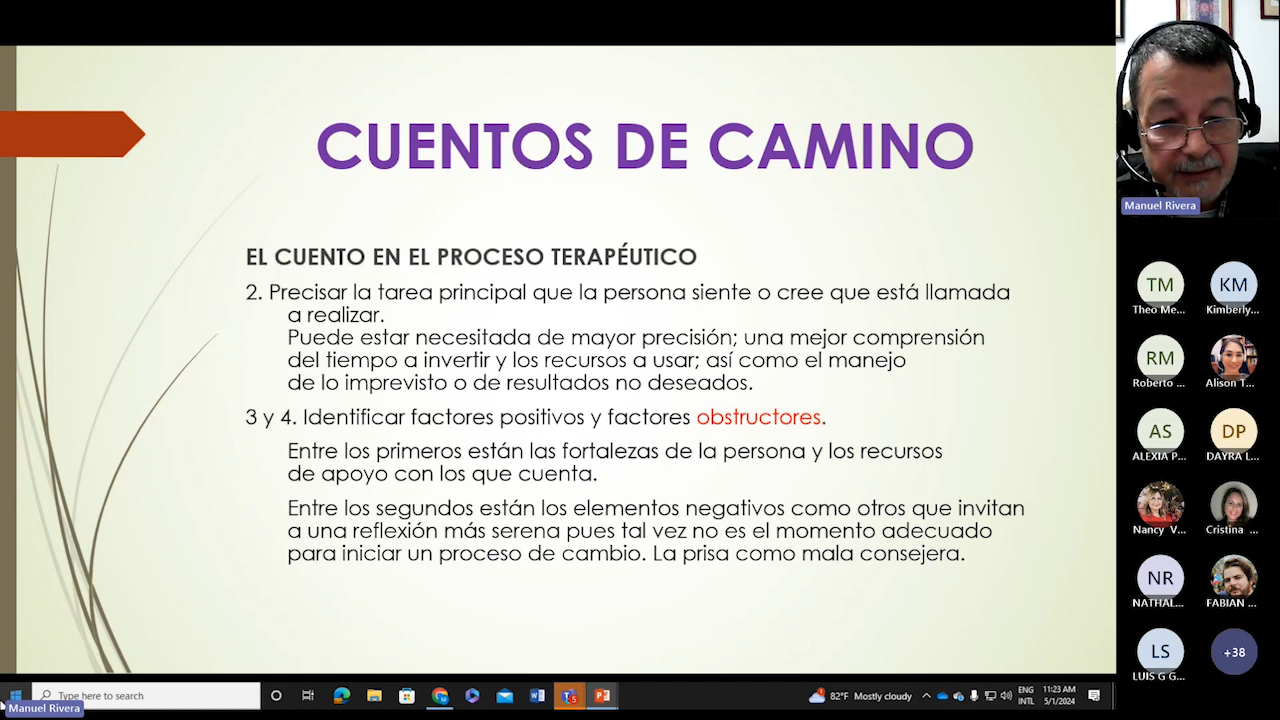 CUENTOS DE CAMINO
EL CUENTO EN EL PROCESO TERAPÉUTICO
2. Precisar la tarea principal que la persona siente o cree que está llamada
a realizar.
Puede estar necesitada de mayor precisión; una mejor comprensión
del tiempo a invertir y los recursos a usar; así como el manejo
de lo imprevisto o de resultados no deseados.
3 y 4. Identificar factores positivos y factores obstructores.
Entre los primeros están las fortalezas de la persona y los recursos
de apoyo con los que cuenta.
Entre los segundos están los elementos negativos como otros que invitan
a una reflexión más serena pues tal vez no es el momento adecuado
para iniciar un proceso de cambio. La prisa como mala consejera.
Manuel Rivera
TM
KM
Theo Me...
Kimberly...
RM
Roberto ...
Alison T...
AS
DP
ALEXIA P...
DAYRA L...
Nancy V...
Cristina ...
NR
NATHAL...
FABIAN ...
LS
+38
LUIS G G...
Type here to search
82°F Mostly cloudy
ENG
INTL
11:23 AM
5/1/2024
Manuel Rivera